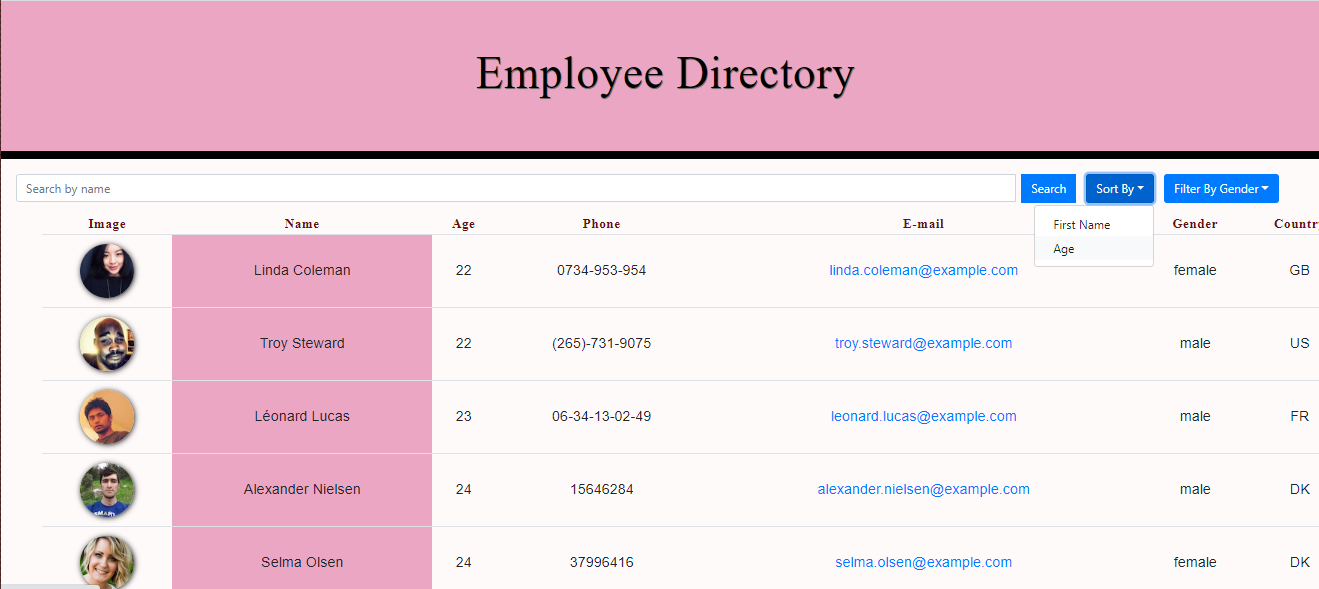 Employee Directory
Search by name Search Sort By Filter By Gender
First Name
Age
Image Name Age Phone E-mail Gender Countr
Linda Coleman 22 0734-953-954 linda.coleman@example.com female GB
Troy Steward 22 (265)-731-9075 troy.steward@example.com male US
Léonard Lucas 23 06-34-13-02-49 leonard.lucas@example.com male FR
Alexander Nielsen 24 15646284 alexander.nielsen@example.com male DK
Selma Olsen 24 37996416 selma.olsen@example.com female DK